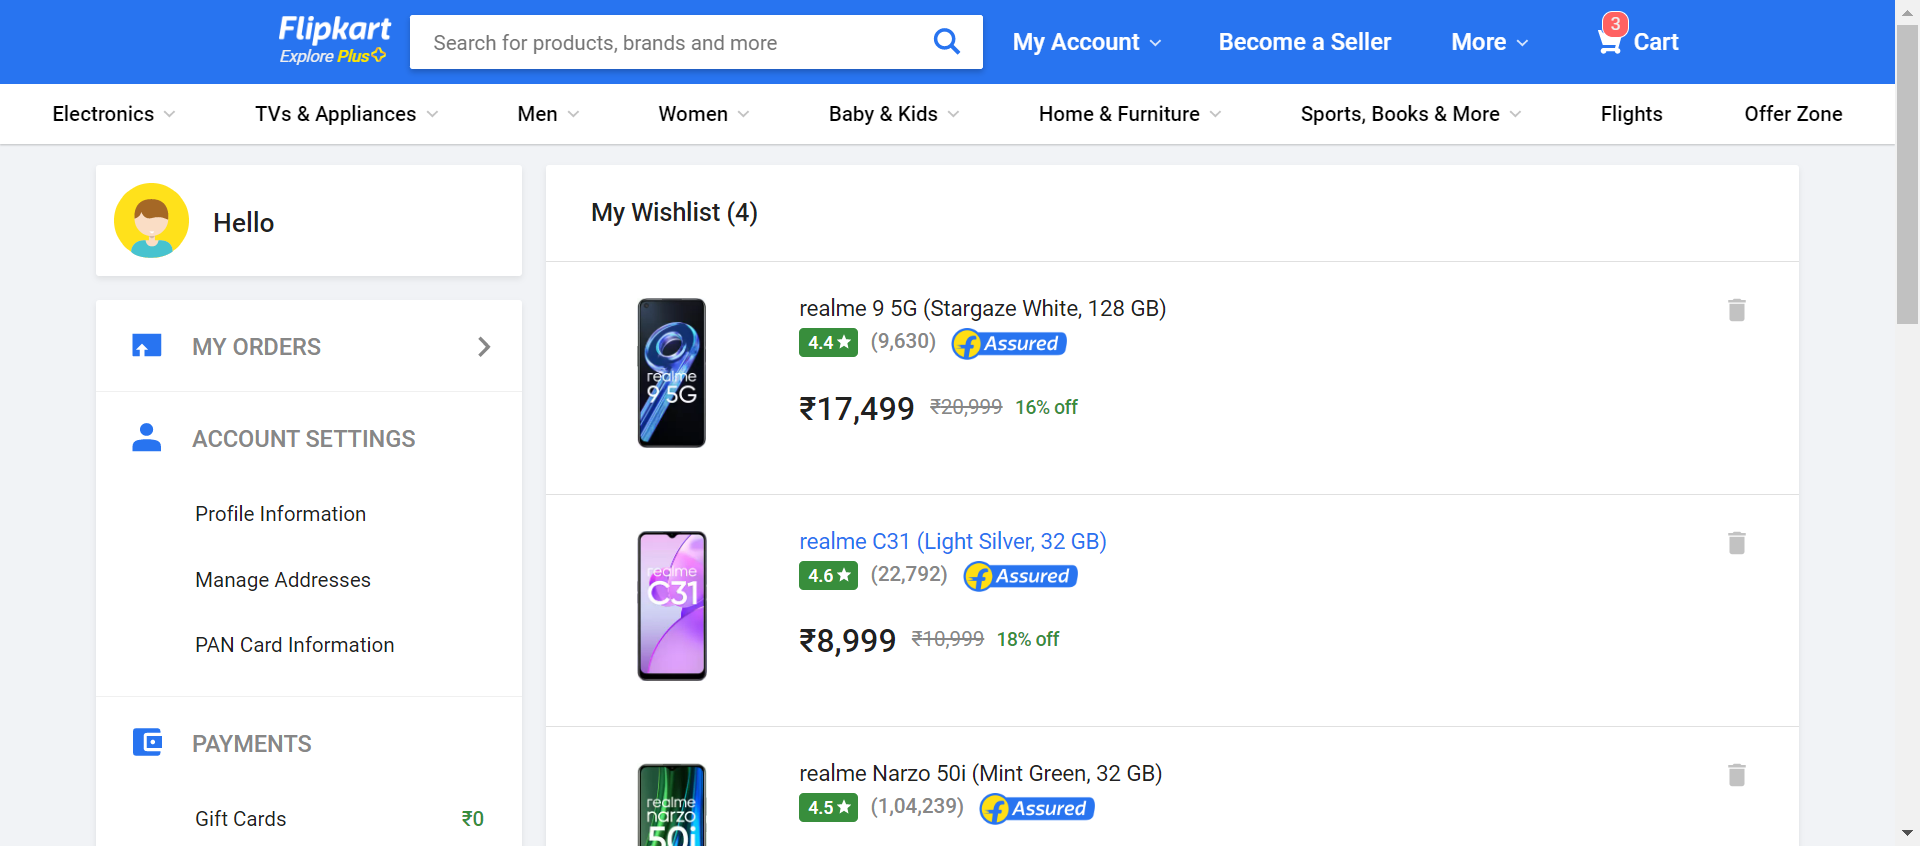 Flipkart
Explore Plus
Search for products, brands and more
My Account
Become a Seller
More
3
Cart
Electronics
TVs & Appliances
Men
Women
Baby & Kids
Home & Furniture
Sports, Books & More
Flights
Offer Zone
Hello
MY ORDERS
ACCOUNT SETTINGS
Profile Information
Manage Addresses
PAN Card Information
PAYMENTS
Gift Cards ₹0
My Wishlist (4)
realme
9 5G
realme 9 5G (Stargaze White, 128 GB)
4.4 (9,630) f Assured
₹17,499 ₹20,999 16% off
realme
C31
realme C31 (Light Silver, 32 GB)
4.6 (22,792) f Assured
₹8,999 ₹10,999 18% off
realme
narzo
50i
realme Narzo 50i (Mint Green, 32 GB)
4.5 (1,04,239) f Assured